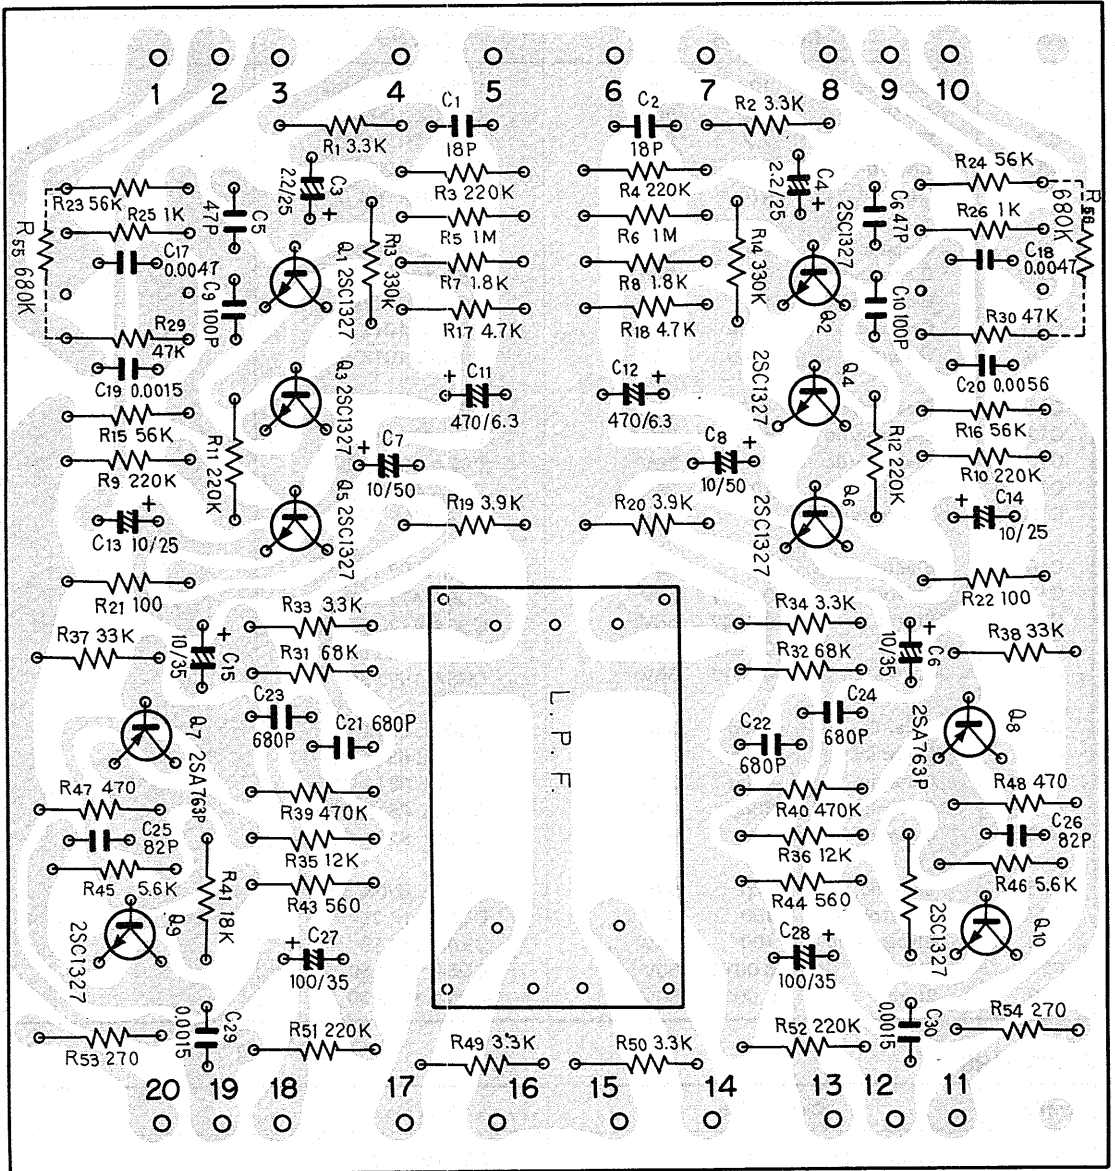 1 2 3 4 5 6 7 8 9 10
C1
18P
C2
18P
R2 3.3K
R1 3.3K
2.2/25
C3
+
R3 220K
R4 220K
2.2/25
C4
+
R24 56K
R23 56K
R25 1K
47P
C5
R5 1M
R6 1M
C6 47P
R26 1K
R56
680K
R55 680K
C17
0.0047
C9 100P
Q1 2SC1327
R13 330K
R7 1.8K
R8 1.8K
R14 330K
2SC1327
Q2
C10 100P
C18
0.0047
R17 4.7K
R18 4.7K
R29
47K
R30 47K
C19 0.0015
Q3 2SC1327
+ C11
470/6.3
C12 +
470/6.3
2SC1327
Q4
C20 0.0056
R15 56K
R11 220K
R12 220K
R16 56K
R9 220K
+
C7
10/50
C8 +
10/50
R10 220K
+
C13 10/25
Q5 2SC1327
R19 3.9K
R20 3.9K
2SC1327
Q6
+ C14
10/25
R21 100
R22 100
R33 3.3K
R34 3.3K
R37 33K
10/35
+
C15
R31 68K
R32 68K
10/35
+
C6
R38 33K
L.P.F.
C23
680P
C21 680P
C22
680P
C24
680P
Q7 2SA763P
2SA763P
Q8
R47 470
R39 470K
R40 470K
R48 470
C25
82P
R35 12K
R36 12K
C26
82P
R45 5.6K
R41 18K
R43 560
R44 560
R46 5.6K
2SC1327
Q9
+ C27
100/35
C28 +
100/35
2SC1327
Q10
R53 270
0.0015
C29
R51 220K
R49 3.3K
R50 3.3K
R52 220K
0.0015
C30
R54 270
20 19 18 17 16 15 14 13 12 11